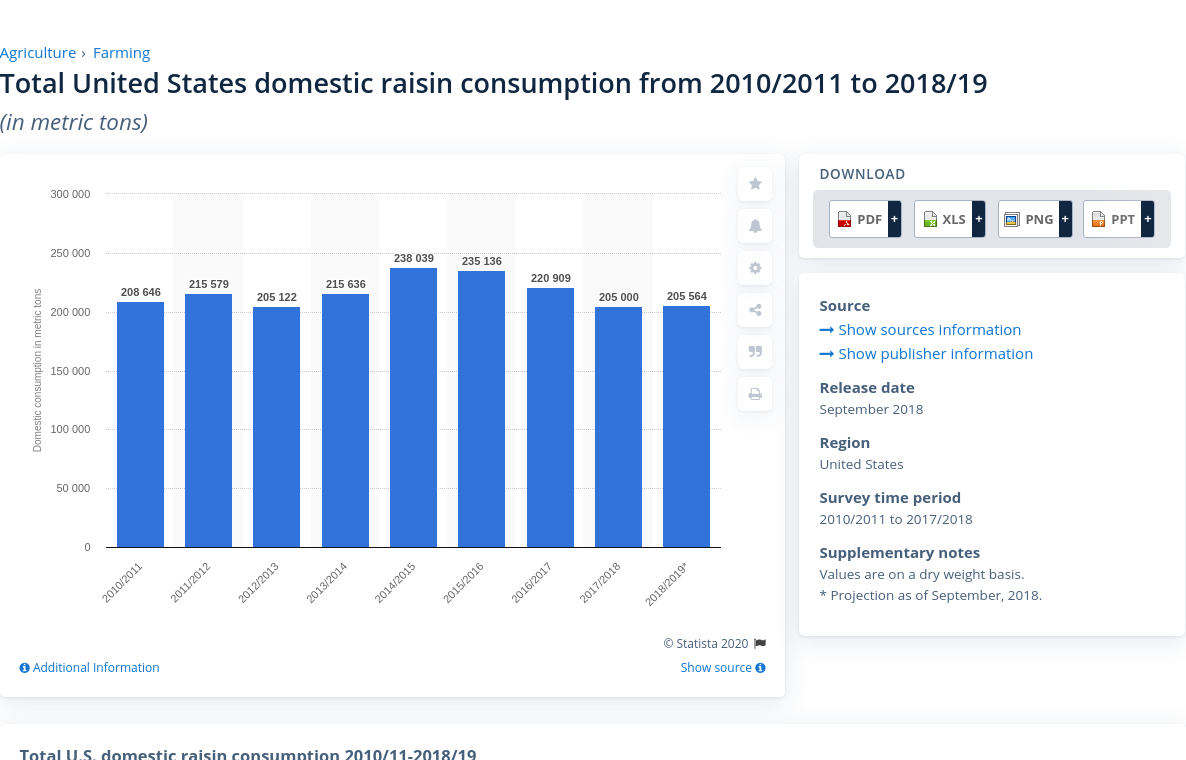 Agriculture › Farming
Total United States domestic raisin consumption from 2010/2011 to 2018/19
(in metric tons)
300 000
250 000
200 000
150 000
100 000
50 000
0
Domestic consumption in metric tons
208 646
215 579
205 122
215 636
238 039
235 136
220 909
205 000
205 564
2010/2011
2011/2012
2012/2013
2013/2014
2014/2015
2015/2016
2016/2017
2017/2018
2018/2019*
© Statista 2020
Additional Information
Show source
DOWNLOAD
PDF + XLS + PNG + PPT +
Source
Show sources information
Show publisher information
Release date
September 2018
Region
United States
Survey time period
2010/2011 to 2017/2018
Supplementary notes
Values are on a dry weight basis.
* Projection as of September, 2018.
Total U.S. domestic raisin consumption 2010/11-2018/19